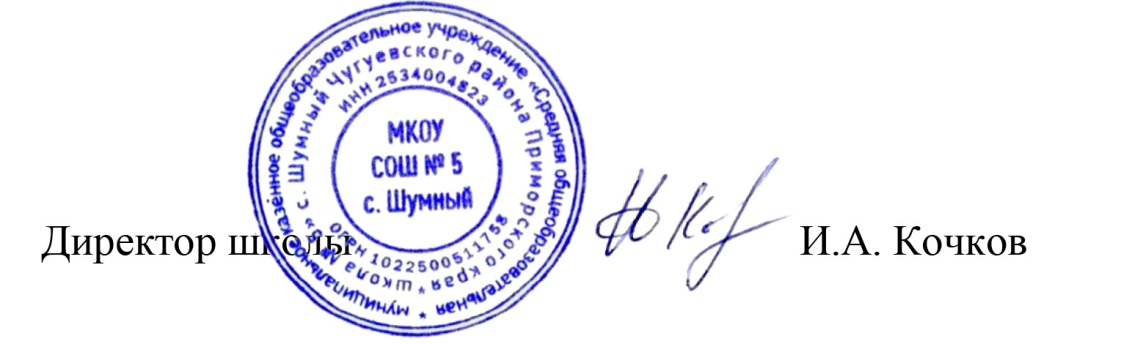 муниципальное казённое общеобразовательное учреждение «Средняя общеобразовательная
школа № 5» с. Шумный Чугуевского района Приморского края
ИНН 2534004823
ОГРН 1022500511758
МКОУ
СОШ № 5
с. Шумный
Директор школы И.А. Кочков